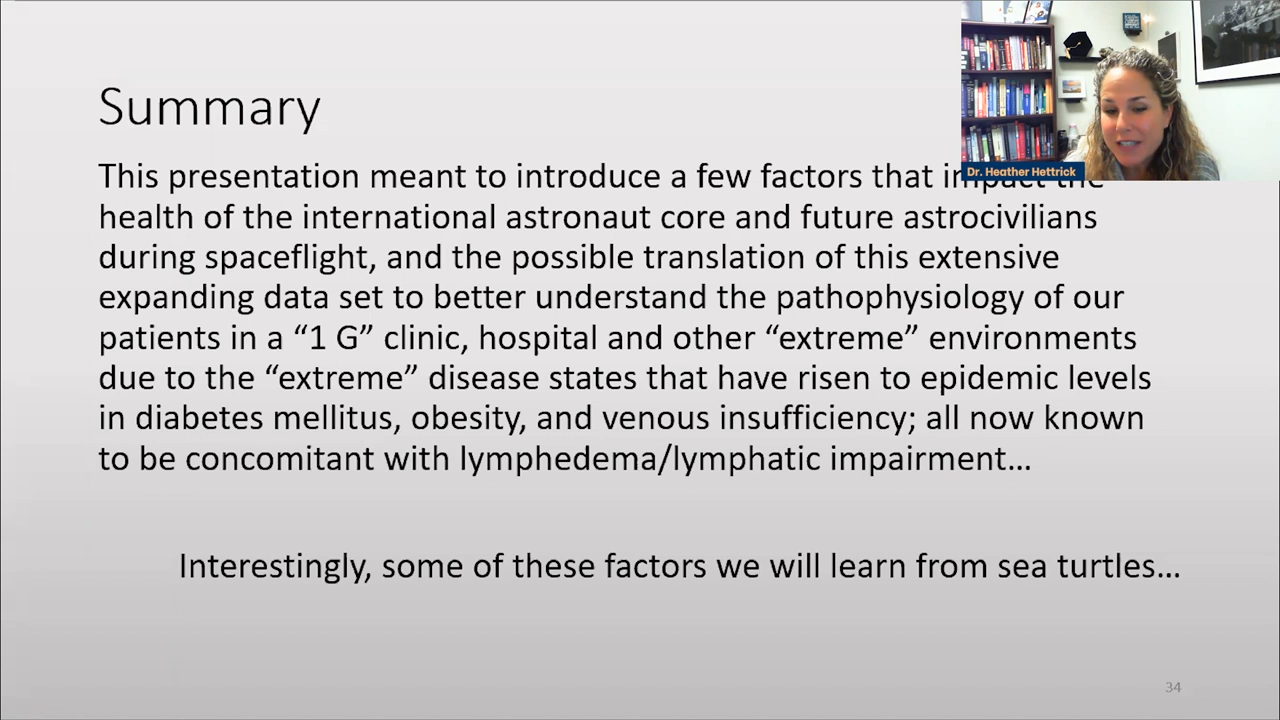 Summary
This presentation meant to introduce a few factors that impact the
health of the international astronaut core and future astrocivilians
during spaceflight, and the possible translation of this extensive
expanding data set to better understand the pathophysiology of our
patients in a “1 G” clinic, hospital and other “extreme” environments
due to the “extreme” disease states that have risen to epidemic levels
in diabetes mellitus, obesity, and venous insufficiency; all now known
to be concomitant with lymphedema/lymphatic impairment…
Interestingly, some of these factors we will learn from sea turtles…
Dr. Heather Hettrick
34